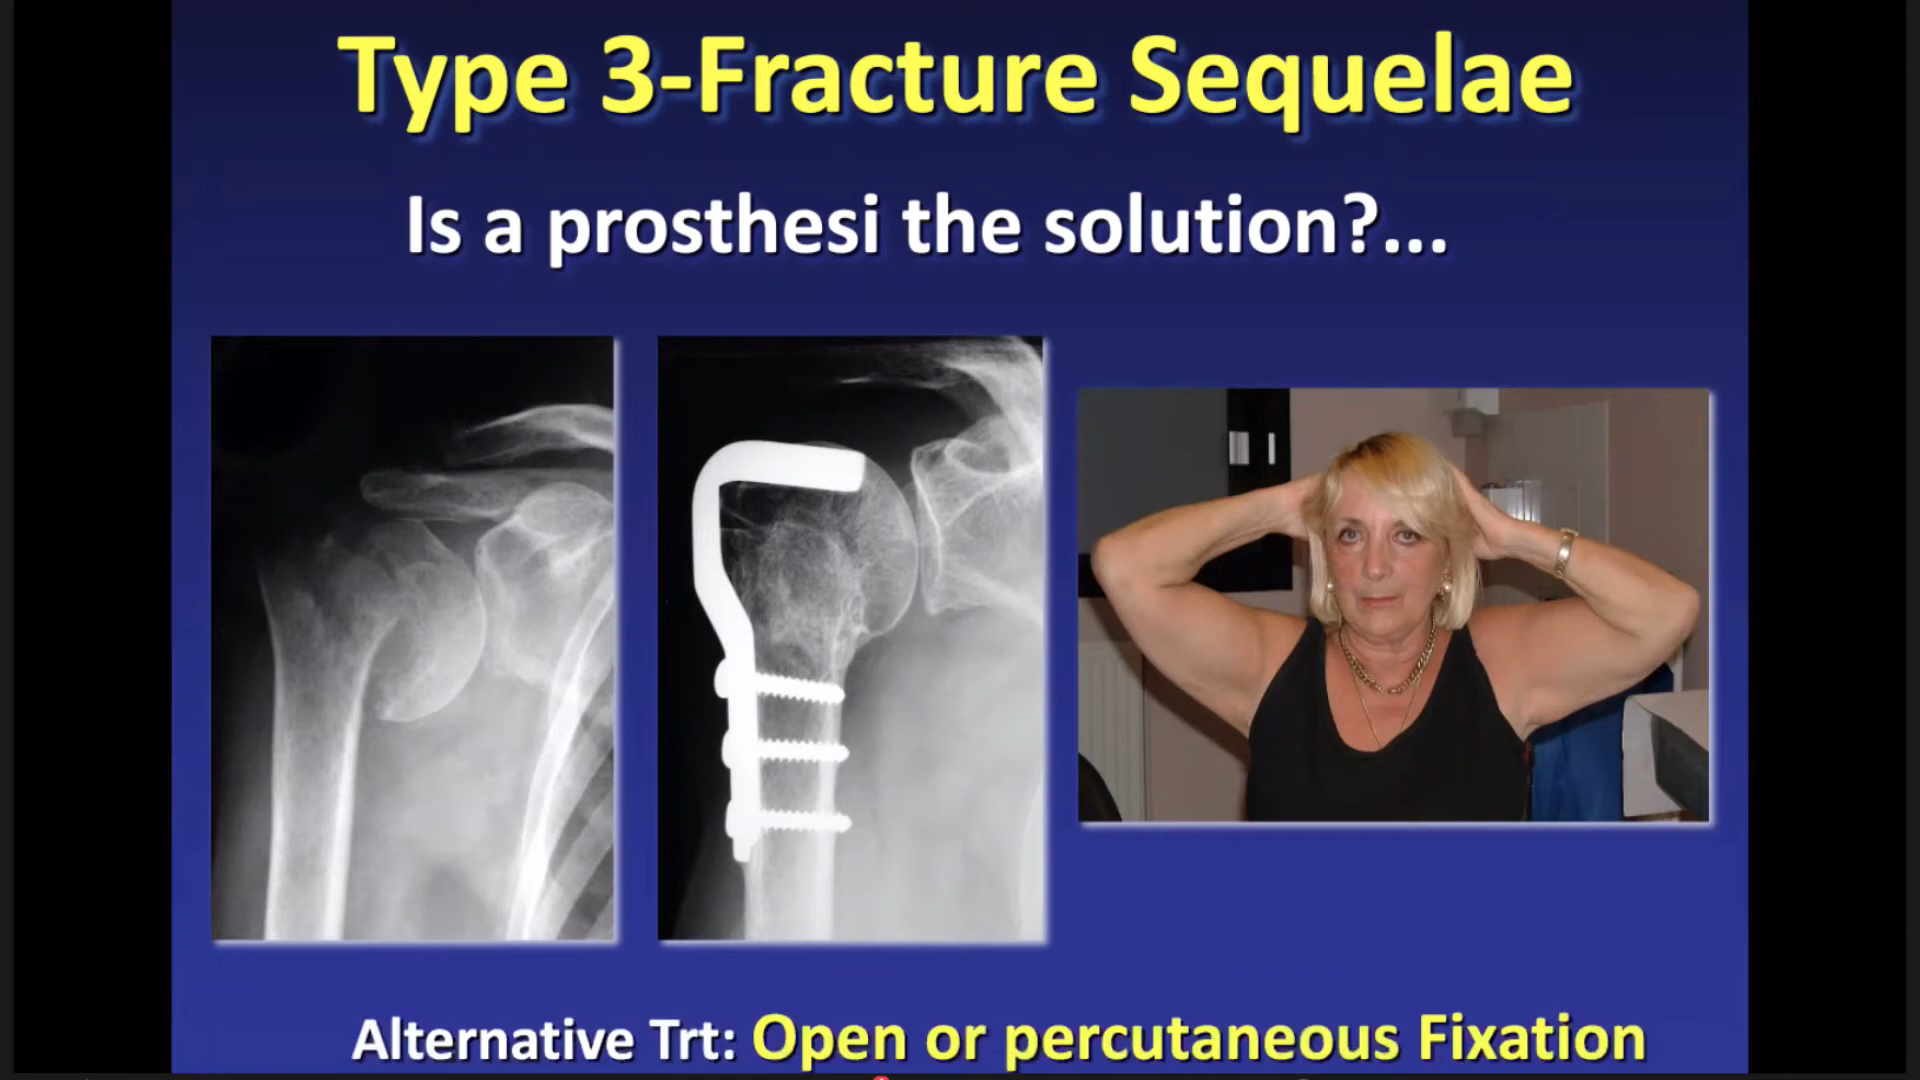 Type 3-Fracture Sequelae
Is a prosthesi the solution?...
Alternative Trt: Open or percutaneous Fixation